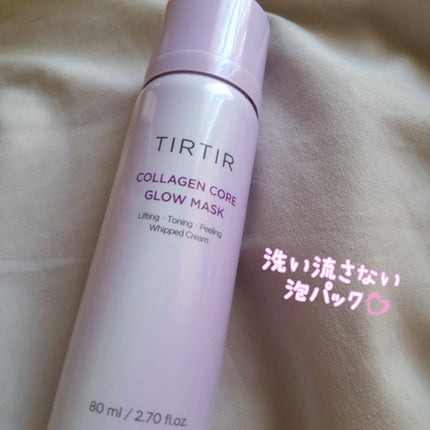 TIRTIR
COLLAGEN CORE
GLOW MASK
Lifting · Toning · Peeling
Whipped Cream
洗い流さない
泡パック♡
80 ml / 2.70 fl.oz.